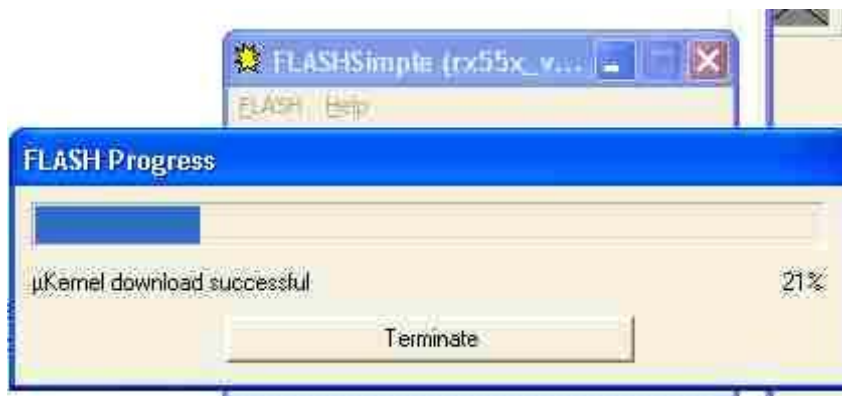 FLASHSimple (rx55x_v...
FLASH Help
FLASH Progress
µKernel download successful
21%
Terminate